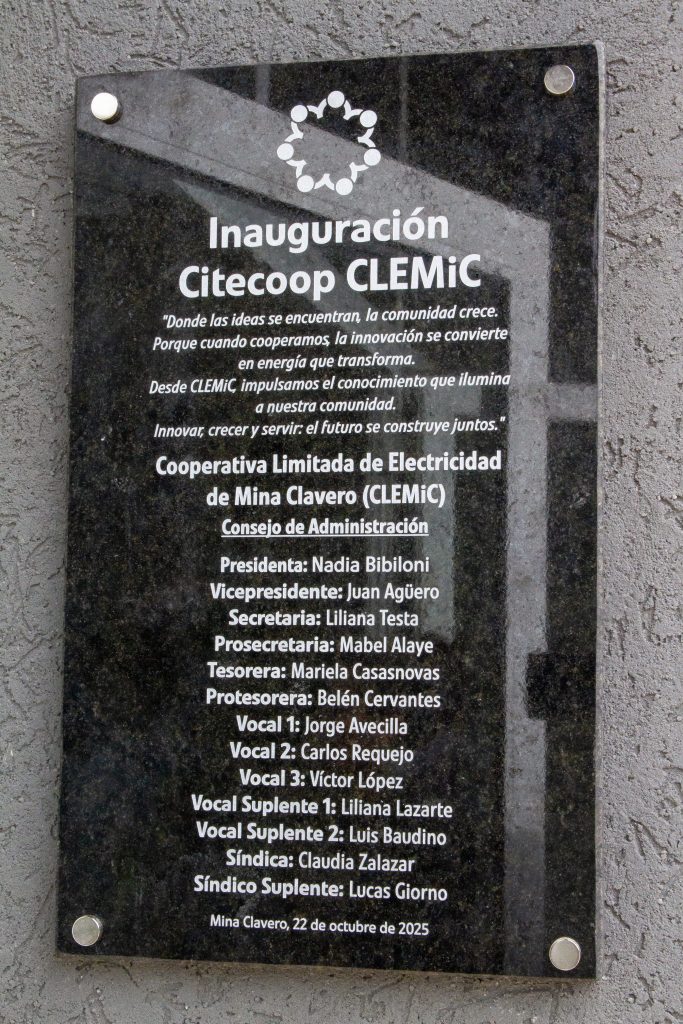 Inauguración
Citecoop CLEMiC
"Donde las ideas se encuentran, la comunidad crece.
Porque cuando cooperamos, la innovación se convierte
en energía que transforma.
Desde CLEMiC, impulsamos el conocimiento que ilumina
a nuestra comunidad.
Innovar, crecer y servir: el futuro se construye juntos."
Cooperativa Limitada de Electricidad
de Mina Clavero (CLEMiC)
Consejo de Administración
Presidenta: Nadia Bibiloni
Vicepresidente: Juan Agüero
Secretaria: Liliana Testa
Prosecretaria: Mabel Alaye
Tesorera: Mariela Casasnovas
Protesorera: Belén Cervantes
Vocal 1: Jorge Avecilla
Vocal 2: Carlos Requejo
Vocal 3: Víctor López
Vocal Suplente 1: Liliana Lazarte
Vocal Suplente 2: Luis Baudino
Síndica: Claudia Zalazar
Síndico Suplente: Lucas Giorno
Mina Clavero, 22 de octubre de 2025